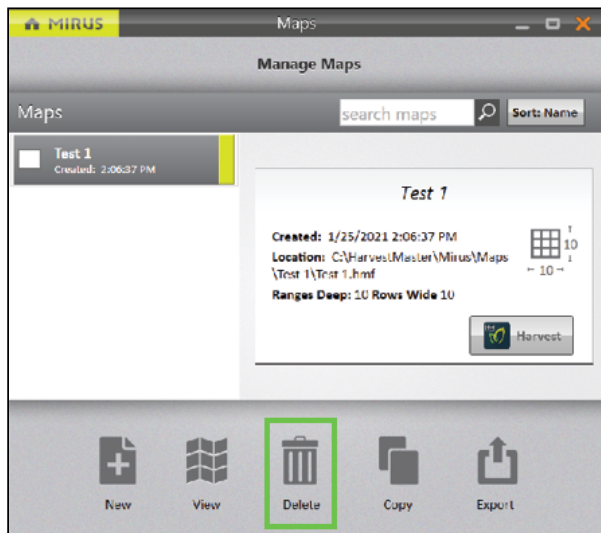 MIRUS
Maps
Manage Maps
Maps
search maps
Sort: Name
Test 1
Created: 2:06:37 PM
Test 1
Created: 1/25/2021 2:06:37 PM
Location: C:\HarvestMaster\Mirus\Maps
\Test 1\Test 1.hmf
10
10
Ranges Deep: 10 Rows Wide 10
Harvest
New
View
Delete
Copy
Export